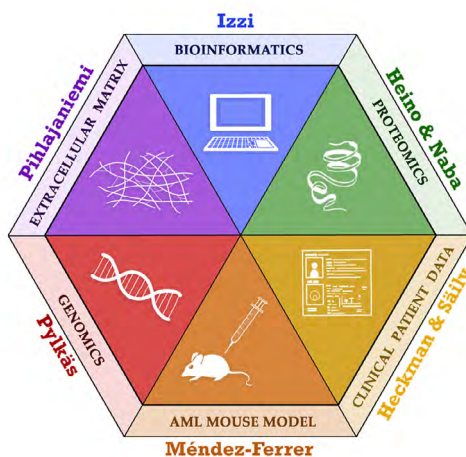 Izzi
BIOINFORMATICS
Pihlajaniemi
EXTRACELLULAR MATRIX
Heino & Naba
PROTEOMICS
Pylkäs
GENOMICS
CLINICAL PATIENT DATA
Heckman & Säily
AML MOUSE MODEL
Méndez-Ferrer